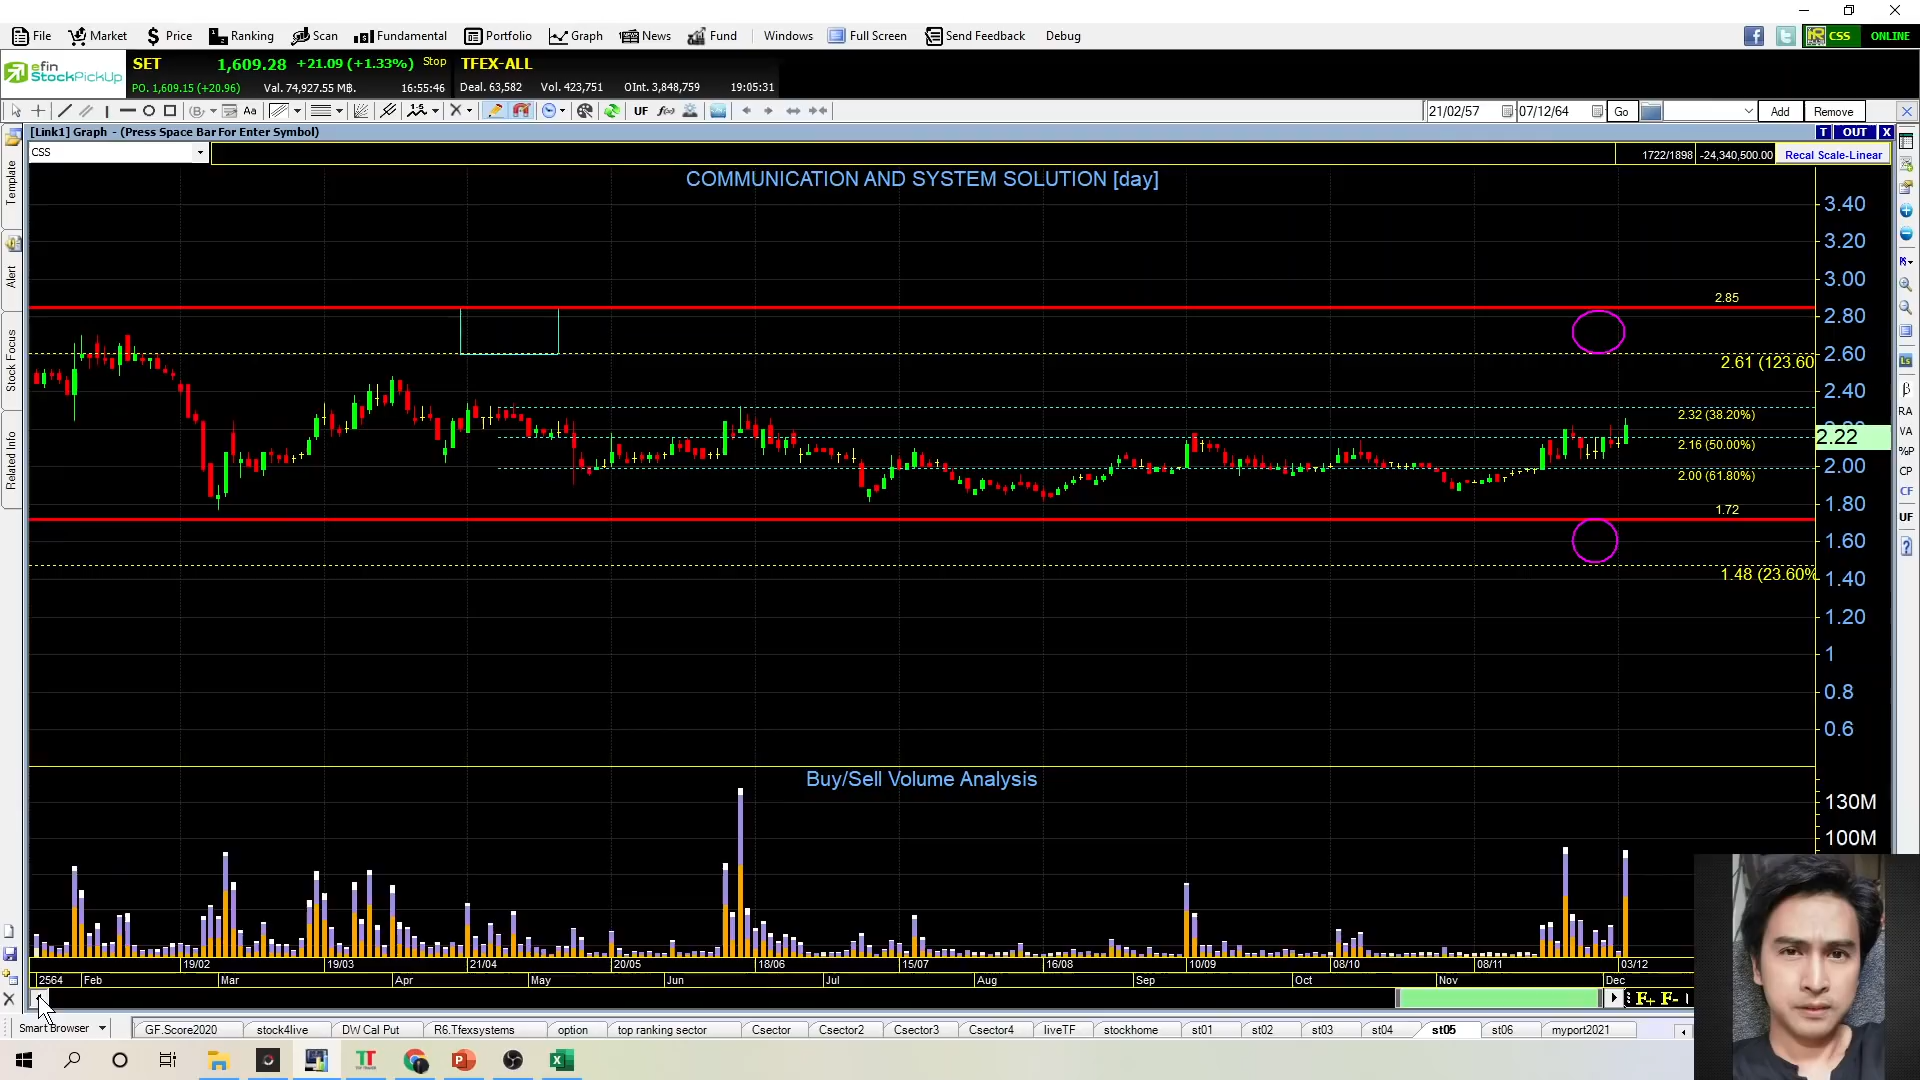 File Market Price Ranking Scan Fundamental Portfolio Graph News Fund Windows Full Screen Send Feedback Debug CSS ONLINE
efin StockPickUp
SET 1,609.28 +21.09 (+1.33%) Stop TFEX-ALL
PO. 1,609.15 (+20.96) Val. 74,927.55 M฿. 16:55:46 Deal. 63,582 Vol. 423,751 OInt. 3,848,759 19:05:31
Aa UF f(x) 21/02/57 07/12/64 Go Add Remove
[Link1] Graph - (Press Space Bar For Enter Symbol) T OUT X
CSS 1722/1898 -24,340,500.00 Recal Scale-Linear
COMMUNICATION AND SYSTEM SOLUTION [day]
Template
Alert
Stock Focus
Related Info
3.40
3.20
3.00
2.85
2.80
2.60
2.61 (123.60
2.40
2.32 (38.20%)
2.22
2.16 (50.00%)
2.00
2.00 (61.80%)
1.80
1.72
1.60
1.48 (23.60%
1.40
1.20
1
0.8
0.6
Ls
β
RA
VA
%P
CP
CF
UF
?
Buy/Sell Volume Analysis
130M
100M
19/02 19/03 21/04 20/05 18/06 15/07 16/08 10/09 08/10 08/11 03/12
2564 Feb Mar Apr May Jun Jul Aug Sep Oct Nov Dec
F+ F-
Smart Browser GF.Score2020 stock4live DW Cal Put R6.Tfexsystems option top ranking sector Csector Csector2 Csector3 Csector4 liveTF stockhome st01 st02 st03 st04 st05 st06 myport2021